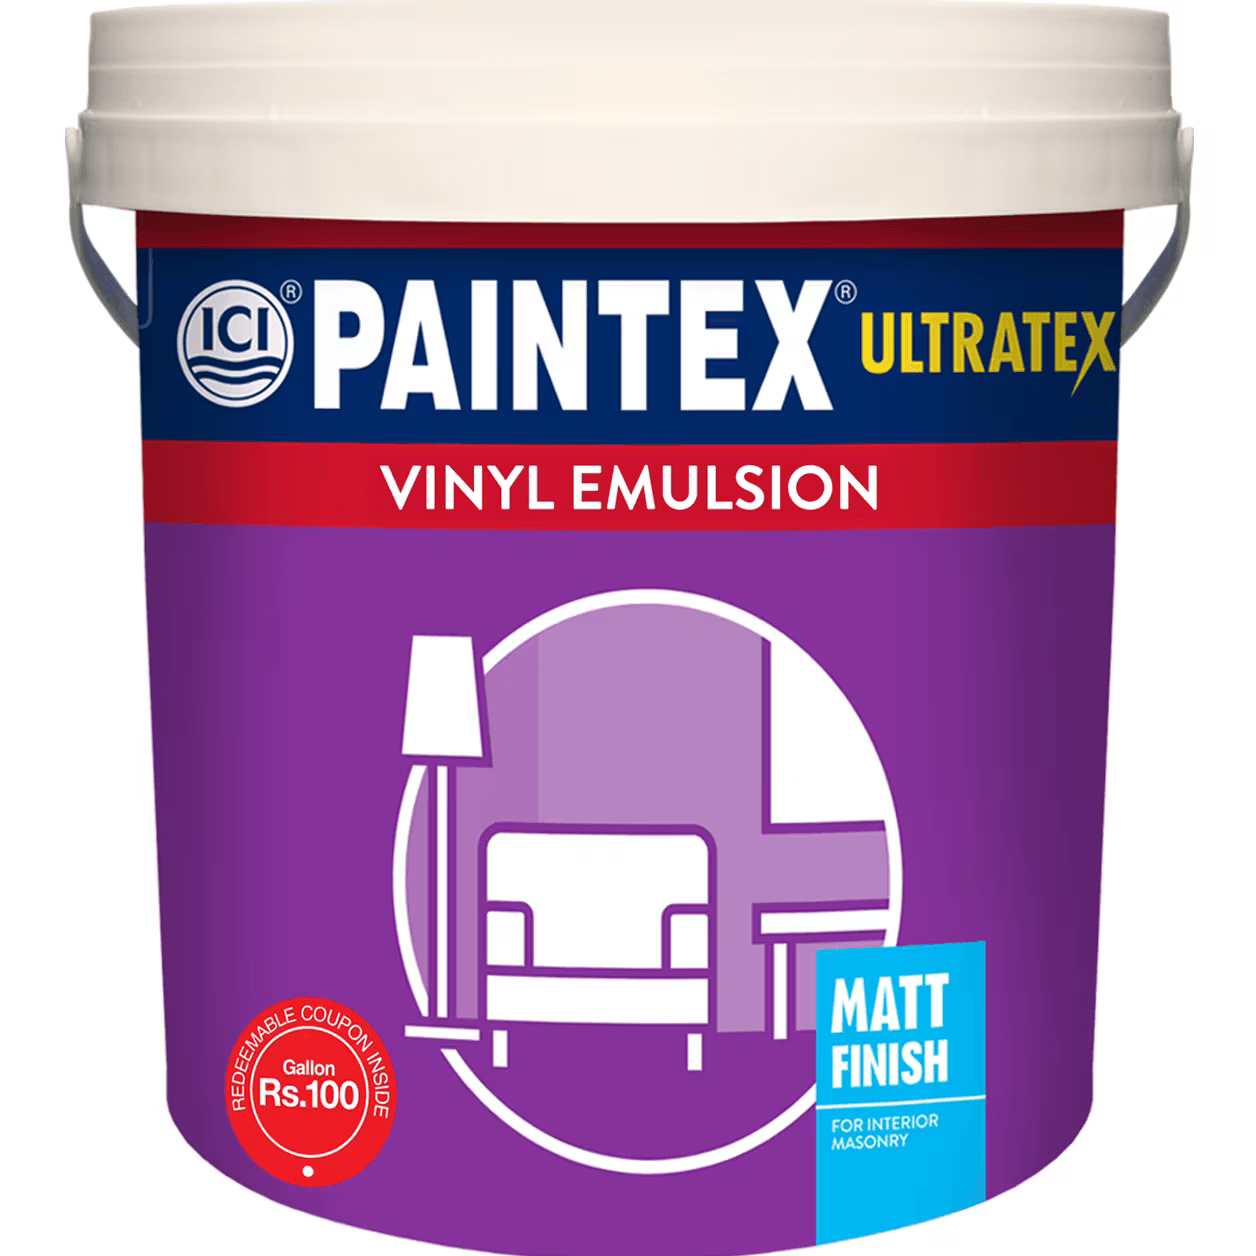 ICI® PAINTEX® ULTRATEX
VINYL EMULSION
REDEEMABLE COUPON INSIDE
Gallon
Rs.100
MATT
FINISH
FOR INTERIOR
MASONRY